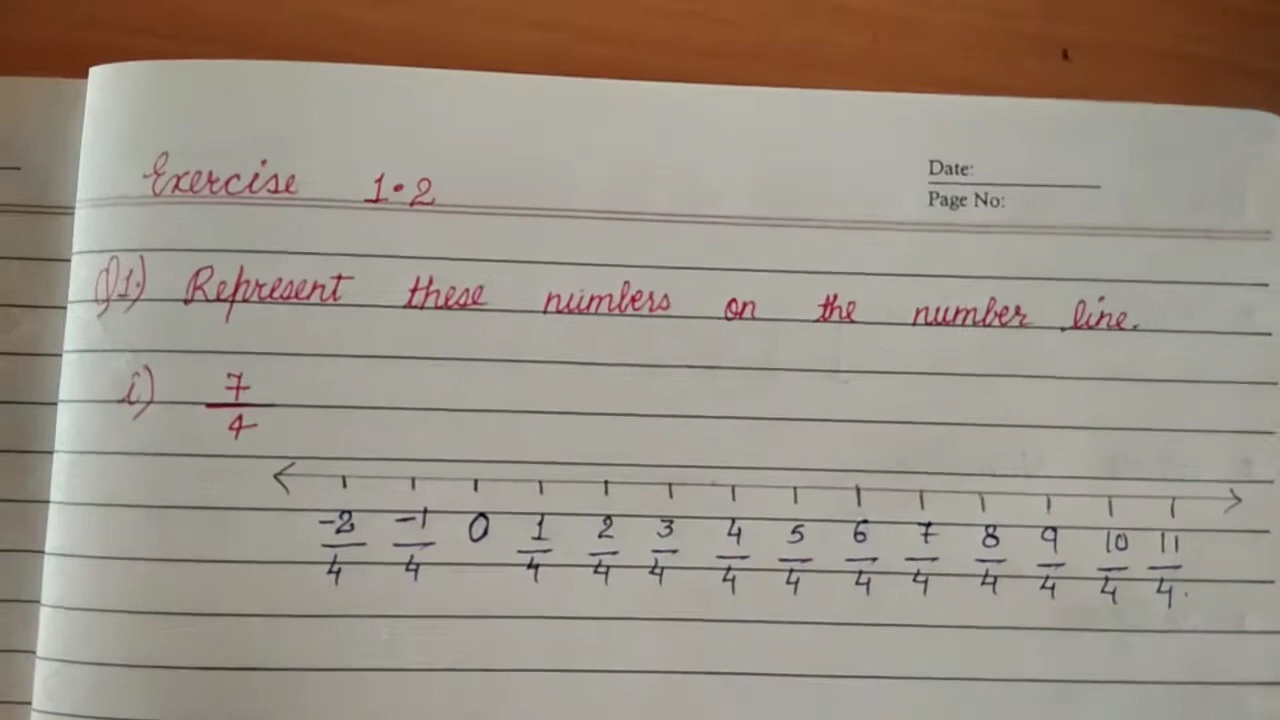 Exercise 1.2
Date:
Page No:
Q1.) Represent these numbers on the number line.
i) 7/4
-2/4 -1/4 0 1/4 2/4 3/4 4/4 5/4 6/4 7/4 8/4 9/4 10/4 11/4.